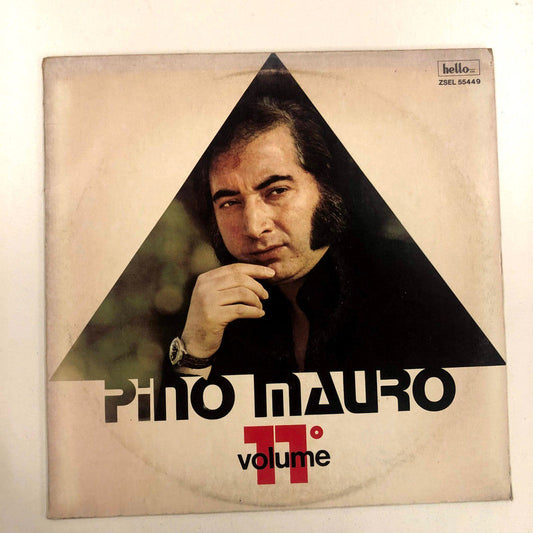 hello...
ZSEL 55449
PiNO MAURO
11°
volume